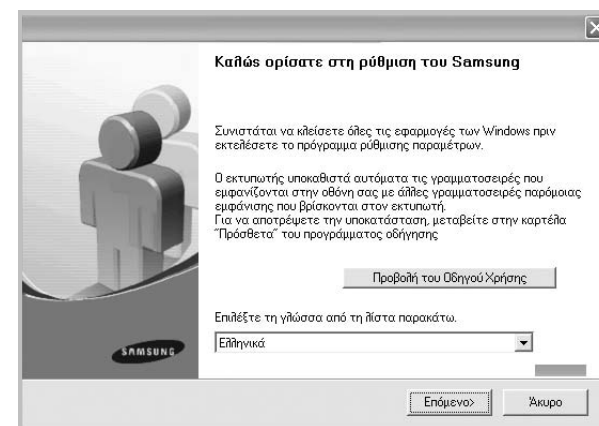 Καλώς ορίσατε στη ρύθμιση του Samsung
Συνιστάται να κλείσετε όλες τις εφαρμογές των Windows πριν
εκτελέσετε το πρόγραμμα ρύθμισης παραμέτρων.
Ο εκτυπωτής υποκαθιστά αυτόματα τις γραμματοσειρές που
εμφανίζονται στην οθόνη σας με άλλες γραμματοσειρές παρόμοιας
εμφάνισης που βρίσκονται στον εκτυπωτή.
Για να αποτρέψετε την υποκατάσταση, μεταβείτε στην καρτέλα
"Πρόσθετα" του προγράμματος οδήγησης
Προβολή του Οδηγού Χρήσης
Επιλέξτε τη γλώσσα από τη λίστα παρακάτω.
Ελληνικά
SAMSUNG
Επόμενο>
Άκυρο